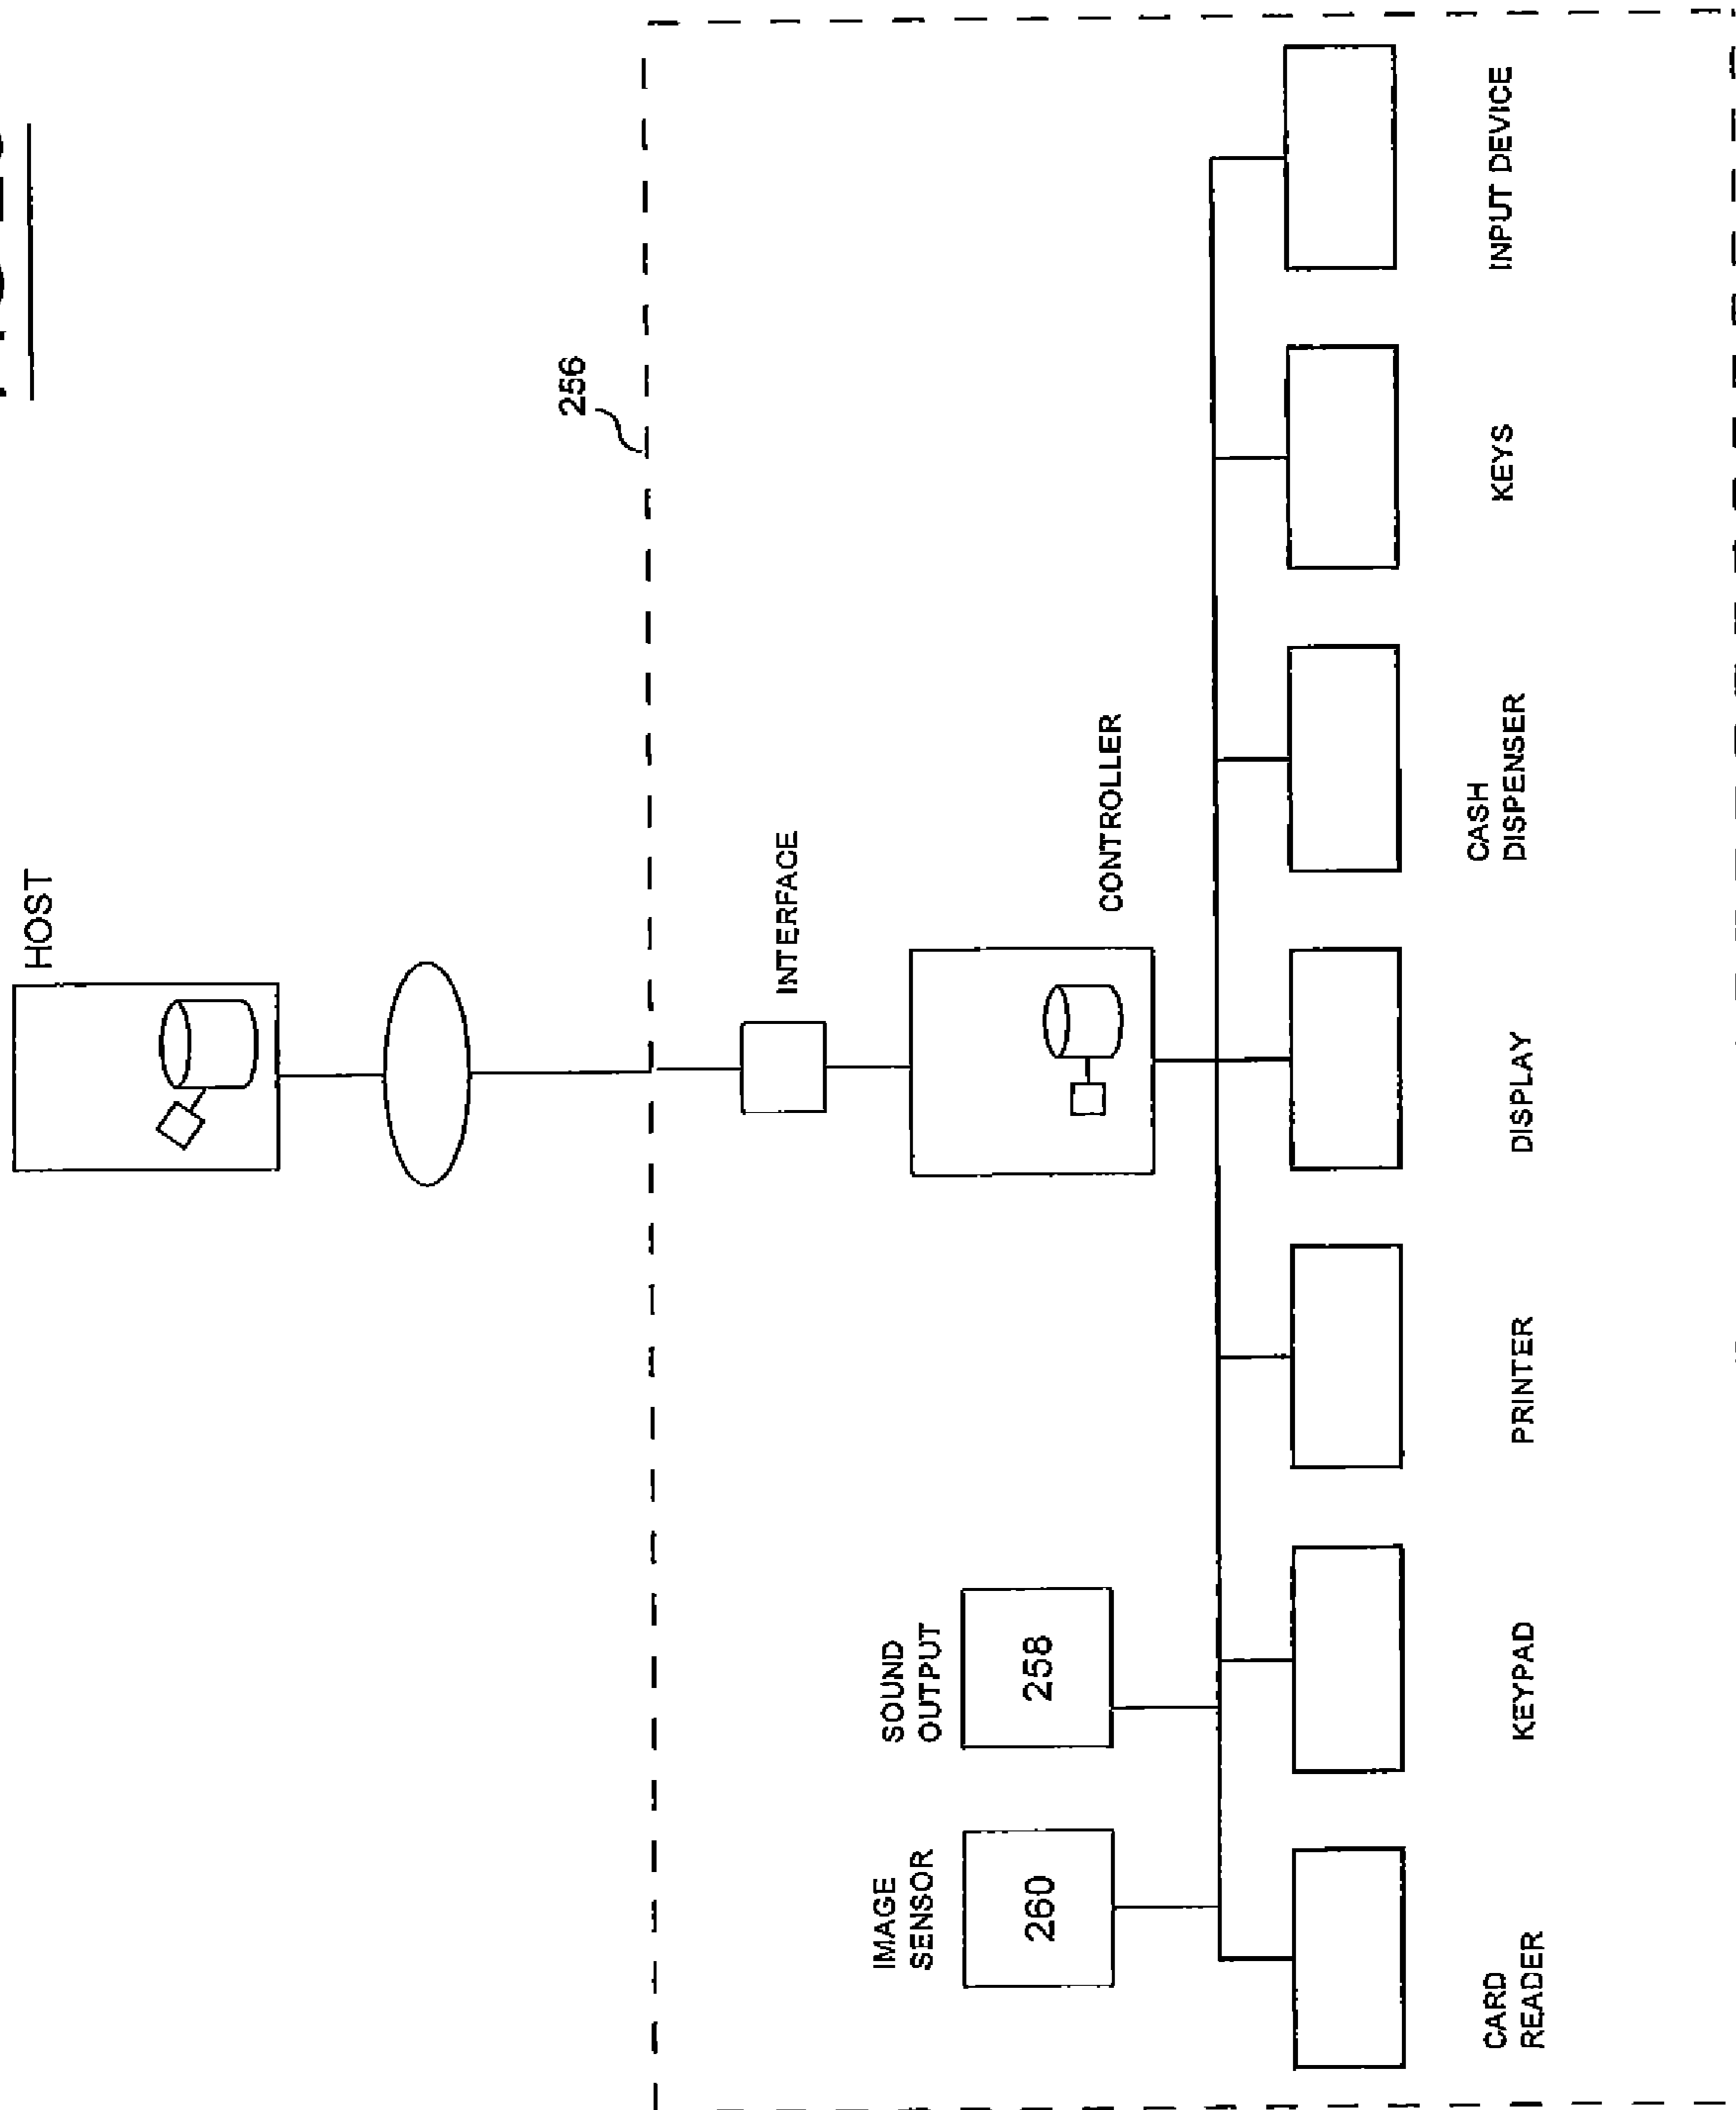 HOST
256
INTERFACE
CONTROLLER
IMAGE
SENSOR
260
SOUND
OUTPUT
258
CARD
READER
KEYPAD
PRINTER
DISPLAY
CASH
DISPENSER
KEYS
INPUT DEVICE